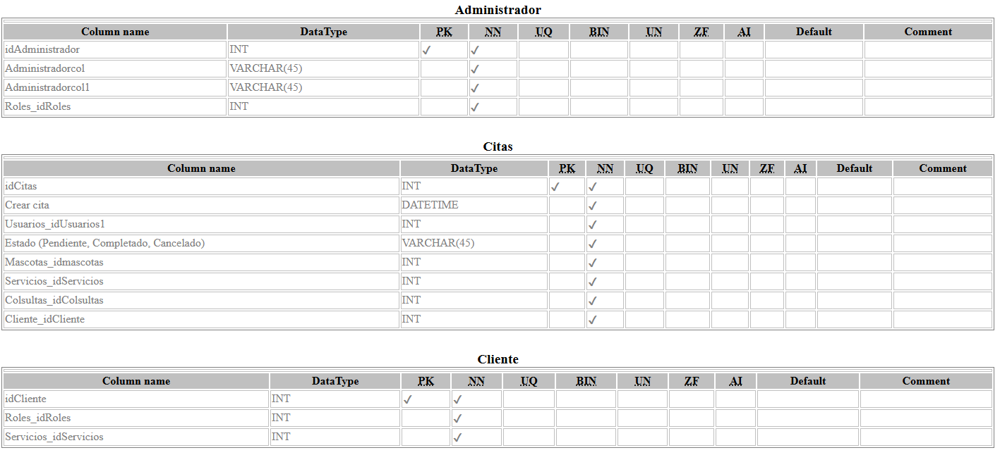 Administrador
Column name DataType PK NN UQ BIN UN ZF AI Default Comment
idAdministrador INT ✓ ✓
Administradorcol VARCHAR(45) ✓
Administradorcol1 VARCHAR(45) ✓
Roles_idRoles INT ✓
Citas
Column name DataType PK NN UQ BIN UN ZF AI Default Comment
idCitas INT ✓ ✓
Crear cita DATETIME ✓
Usuarios_idUsuarios1 INT ✓
Estado (Pendiente, Completado, Cancelado) VARCHAR(45) ✓
Mascotas_idmascotas INT ✓
Servicios_idServicios INT ✓
Colsultas_idColsultas INT ✓
Cliente_idCliente INT ✓
Cliente
Column name DataType PK NN UQ BIN UN ZF AI Default Comment
idCliente INT ✓ ✓
Roles_idRoles INT ✓
Servicios_idServicios INT ✓